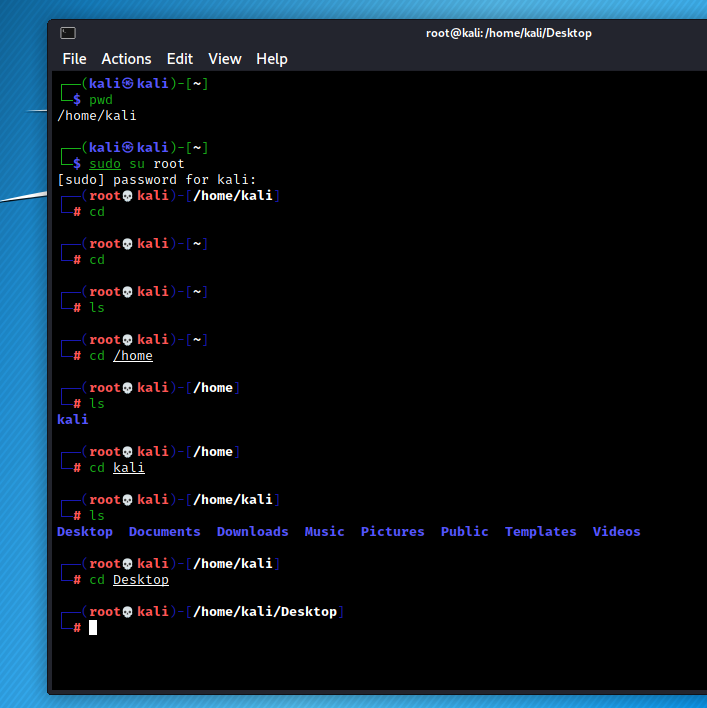 root@kali:/home/kali/Desktop
File Actions Edit View Help
┌──(kali㉿kali)-[~]
└─$ pwd
/home/kali
┌──(kali㉿kali)-[~]
└─$ sudo su root
[sudo] password for kali:
┌──(root💀kali)-[/home/kali]
└─# cd
┌──(root💀kali)-[~]
└─# cd
┌──(root💀kali)-[~]
└─# ls
┌──(root💀kali)-[~]
└─# cd /home
┌──(root💀kali)-[/home]
└─# ls
kali
┌──(root💀kali)-[/home]
└─# cd kali
┌──(root💀kali)-[/home/kali]
└─# ls
Desktop Documents Downloads Music Pictures Public Templates Videos
┌──(root💀kali)-[/home/kali]
└─# cd Desktop
┌──(root💀kali)-[/home/kali/Desktop]
└─#